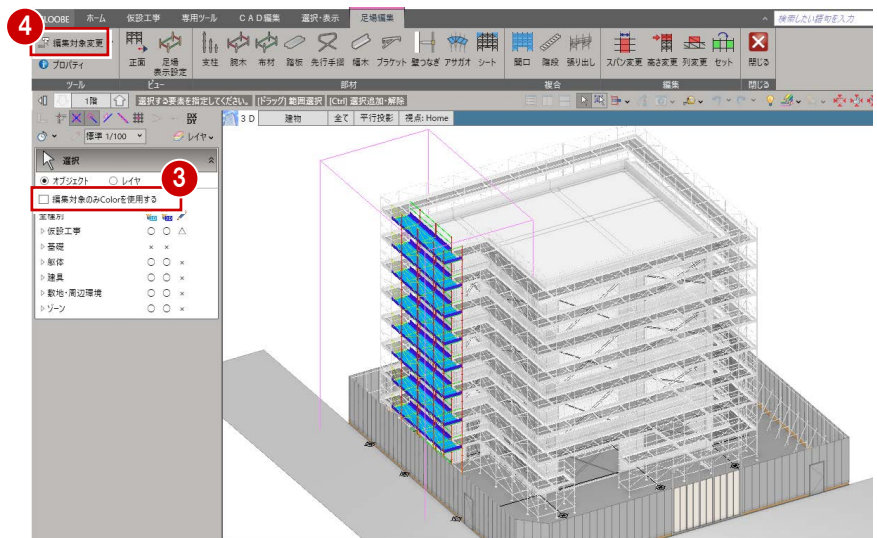 LOOBE ホーム 仮設工事 専用ツール CAD編集 選択・表示 足場編集 検索したい語句を入力
4
編集対象変更 正面 足場 表示設定 支柱 腕木 布材 踏板 先行手摺 幅木 ブラケット 壁つなぎ アサガオ シート 開口 階段 張り出し スパン変更 高さ変更 列変更 セット 閉じる
プロパティ
ツール ビュー 部材 複合 編集 閉じる
1階 選択する要素を指定してください。 [ドラッグ] 範囲選択 [Ctrl] 選択追加・解除
DX DY 3D 建物 全て 平行投影 視点: Home
標準 1/100 レイヤ
選択
オブジェクト レイヤ
3
編集対象のみColorを使用する
全種別
仮設工事 ○ ○ △
基礎 × ×
躯体 ○ ○ ×
建具 ○ ○ ×
敷地・周辺環境 ○ ○ ×
ゾーン ○ ○ ×